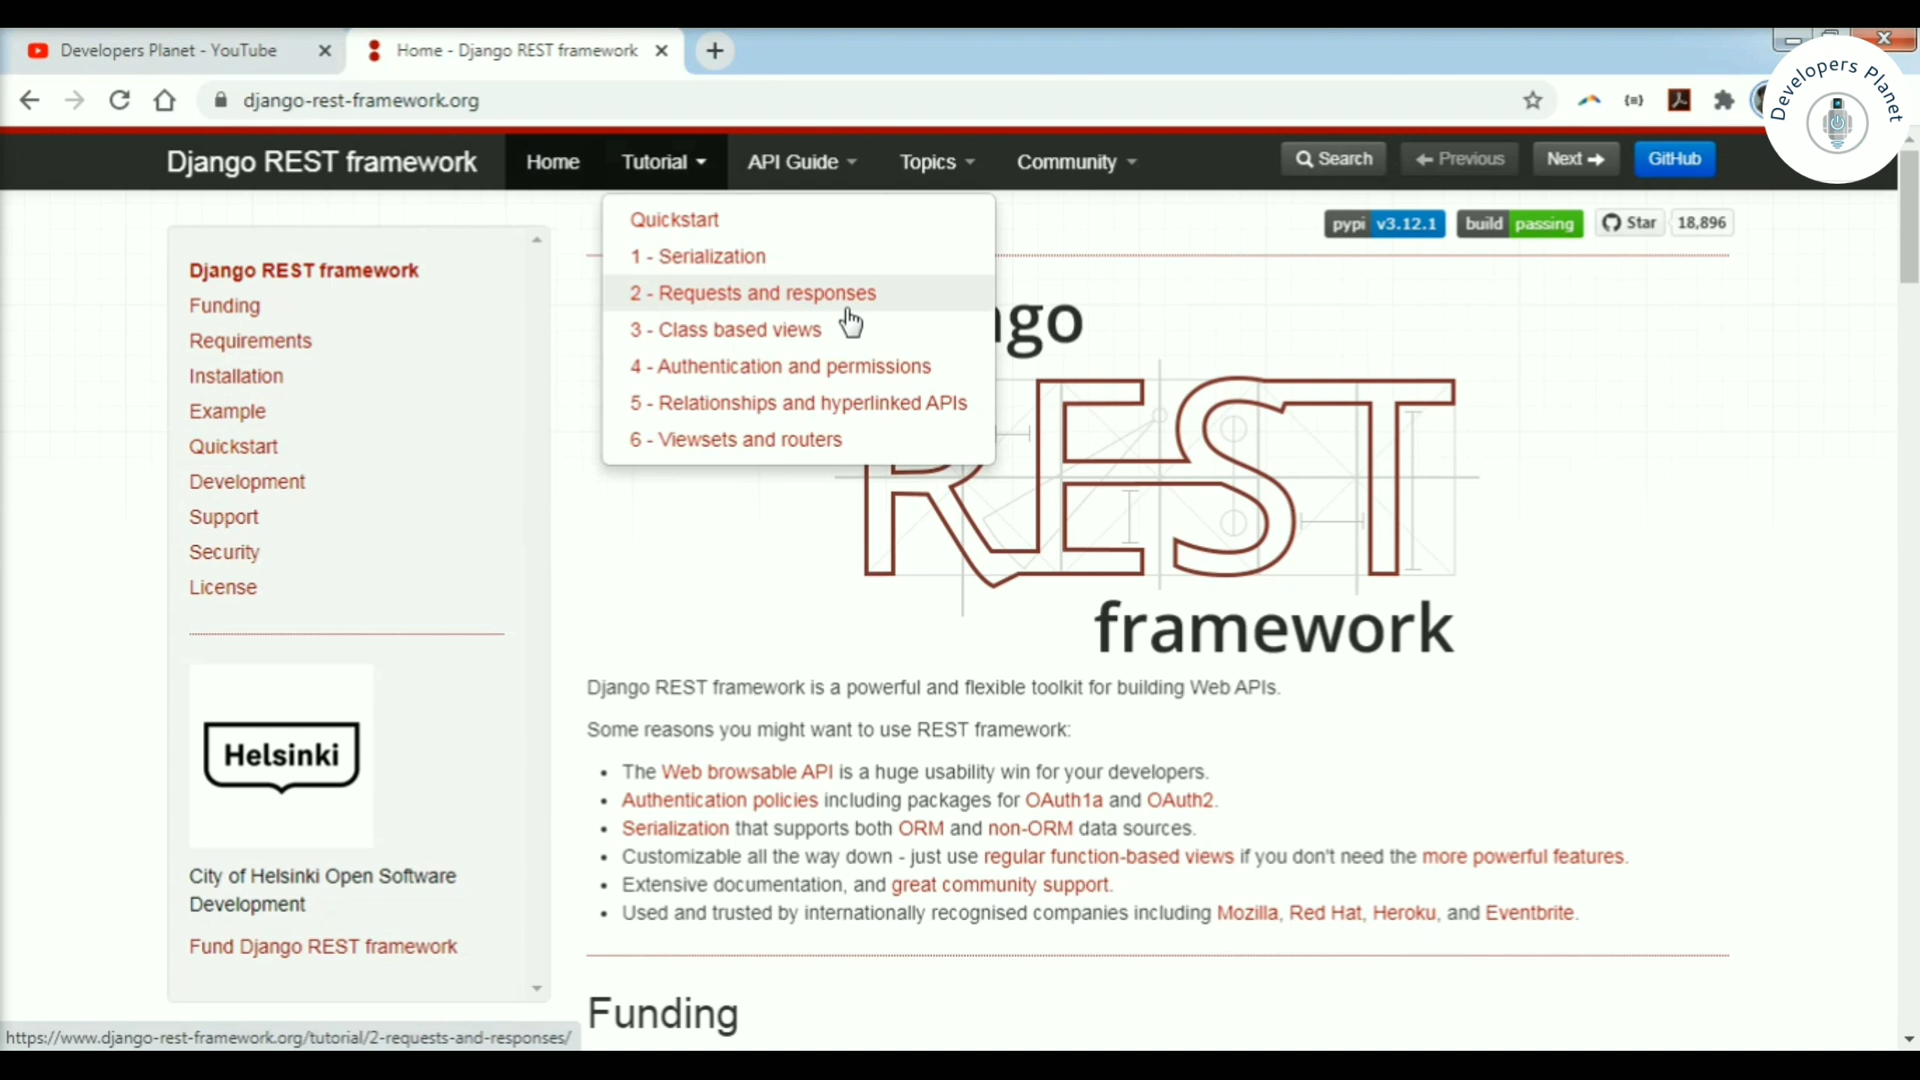 Developers Planet - YouTube
Home - Django REST framework
django-rest-framework.org
Developers Planet
Django REST framework
Home
Tutorial
API Guide
Topics
Community
Search
Previous
Next
GitHub
pypi v3.12.1
build passing
Star 18,896
Quickstart
1 - Serialization
2 - Requests and responses
3 - Class based views
4 - Authentication and permissions
5 - Relationships and hyperlinked APIs
6 - Viewsets and routers
Django REST framework
Funding
Requirements
Installation
Example
Quickstart
Development
Support
Security
License
Helsinki
City of Helsinki Open Software
Development
Fund Django REST framework
go
REST
framework
Django REST framework is a powerful and flexible toolkit for building Web APIs.
Some reasons you might want to use REST framework:
• The Web browsable API is a huge usability win for your developers.
• Authentication policies including packages for OAuth1a and OAuth2.
• Serialization that supports both ORM and non-ORM data sources.
• Customizable all the way down - just use regular function-based views if you don't need the more powerful features.
• Extensive documentation, and great community support.
• Used and trusted by internationally recognised companies including Mozilla, Red Hat, Heroku, and Eventbrite.
Funding
https://www.django-rest-framework.org/tutorial/2-requests-and-responses/